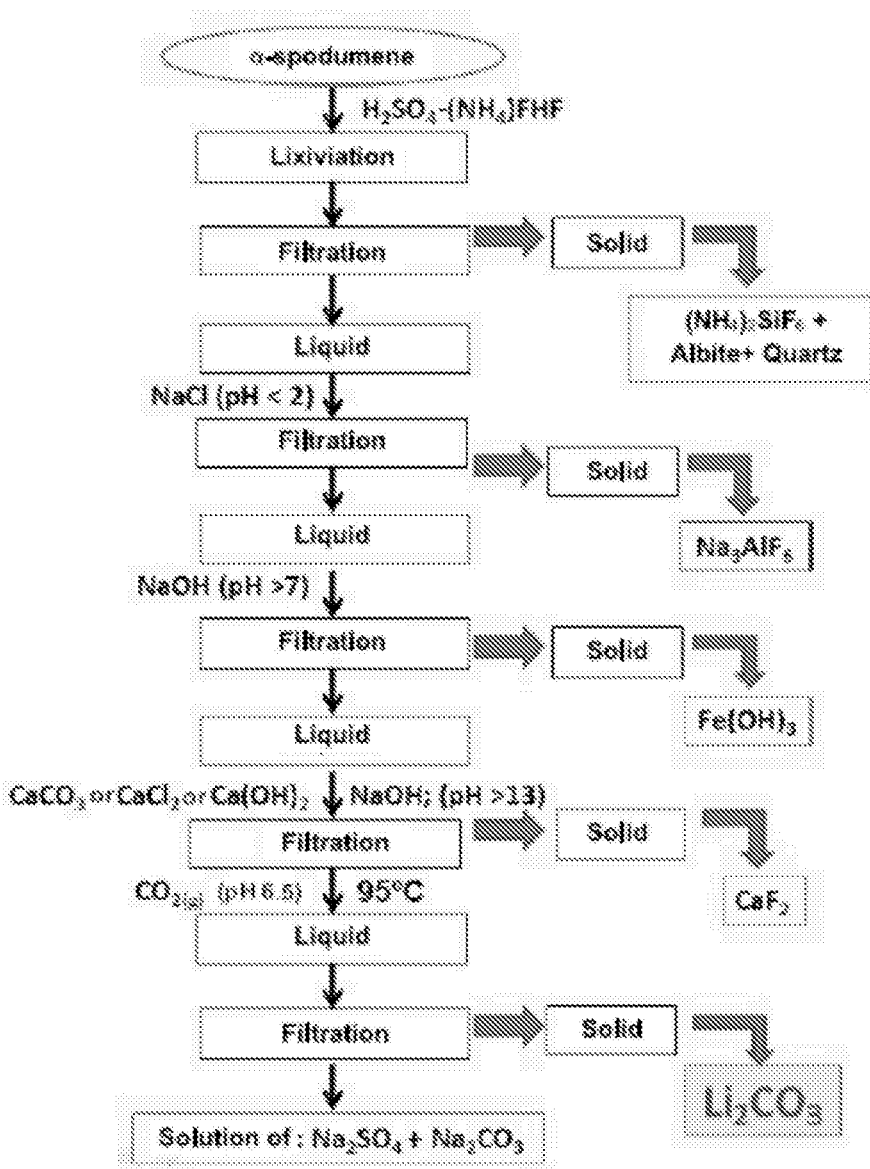 α-spodumene
H₂SO₄-(NH₄)FHF
Lixiviation
Filtration
Solid
(NH₄)₂SiF₆ +
Albite+ Quartz
Liquid
NaCl (pH < 2)
Filtration
Solid
Na₃AlF₆
Liquid
NaOH (pH >7)
Filtration
Solid
Fe(OH)₃
Liquid
CaCO₃ or CaCl₂ or Ca(OH)₂ NaOH; (pH >13)
Filtration
Solid
CaF₂
CO₂₍g₎ (pH 6.5) 95°C
Liquid
Filtration
Solid
Li₂CO₃
Solution of : Na₂SO₄ + Na₂CO₃